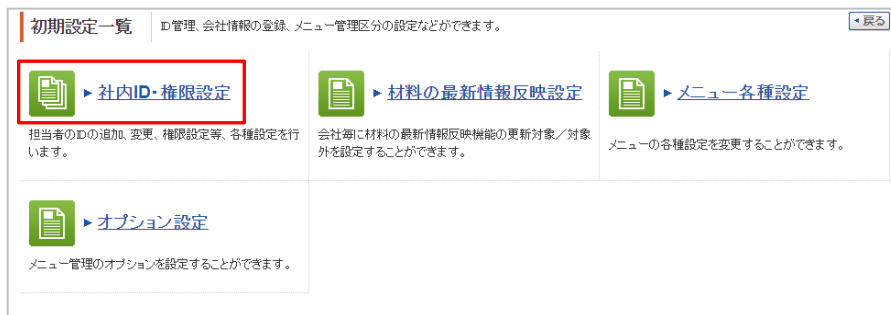 初期設定一覧
ID管理、会社情報の登録、メニュー管理区分の設定などができます。
戻る
社内ID・権限設定
担当者のIDの追加、変更、権限設定等、各種設定を行
います。
材料の最新情報反映設定
会社毎に材料の最新情報反映機能の更新対象／対象
外を設定することができます。
メニュー各種設定
メニューの各種設定を変更することができます。
オプション設定
メニュー管理のオプションを設定することができます。